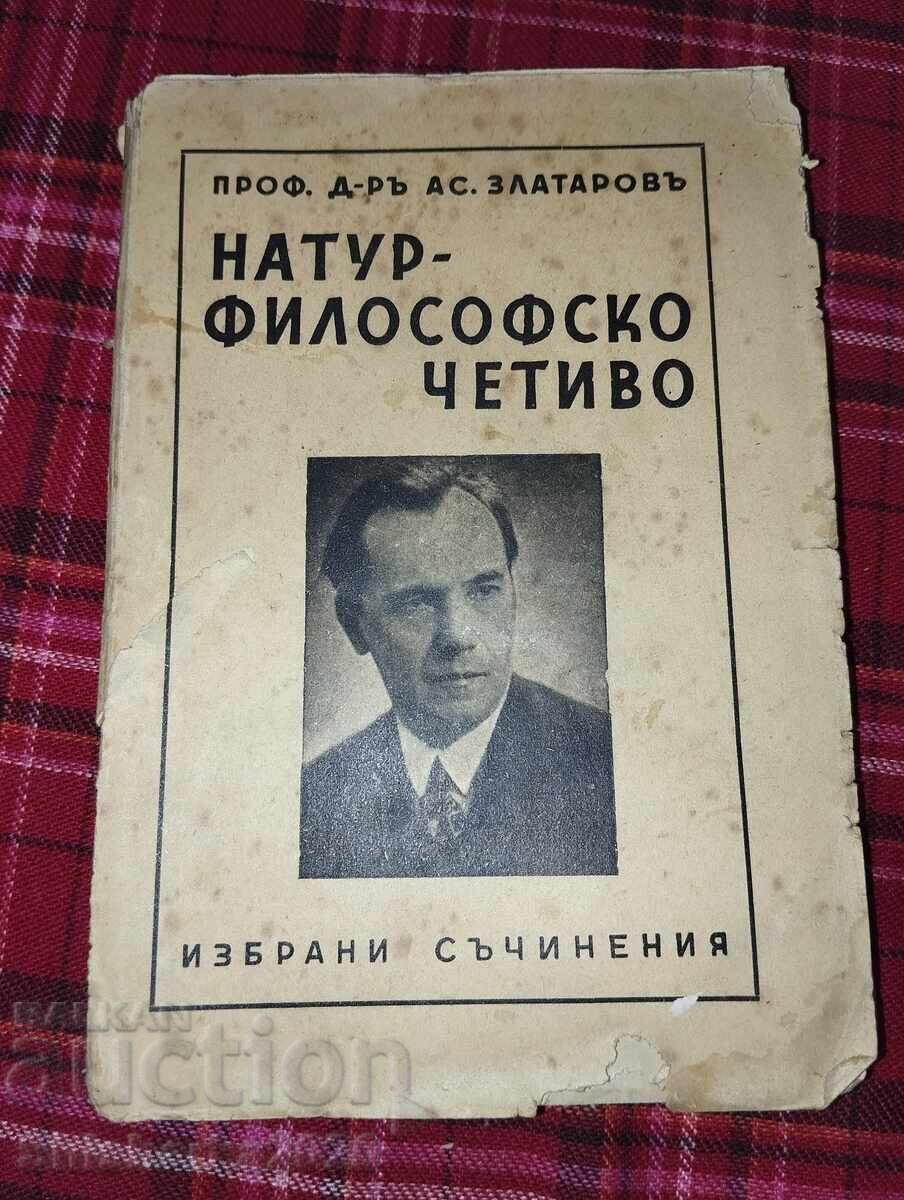 ПРОФ. Д-РЪ АС. ЗЛАТАРОВЪ
НАТУР-
ФИЛОСОФСКО
ЧЕТИВО
ИЗБРАНИ СЪЧИНЕНИЯ
BALKAN
auction